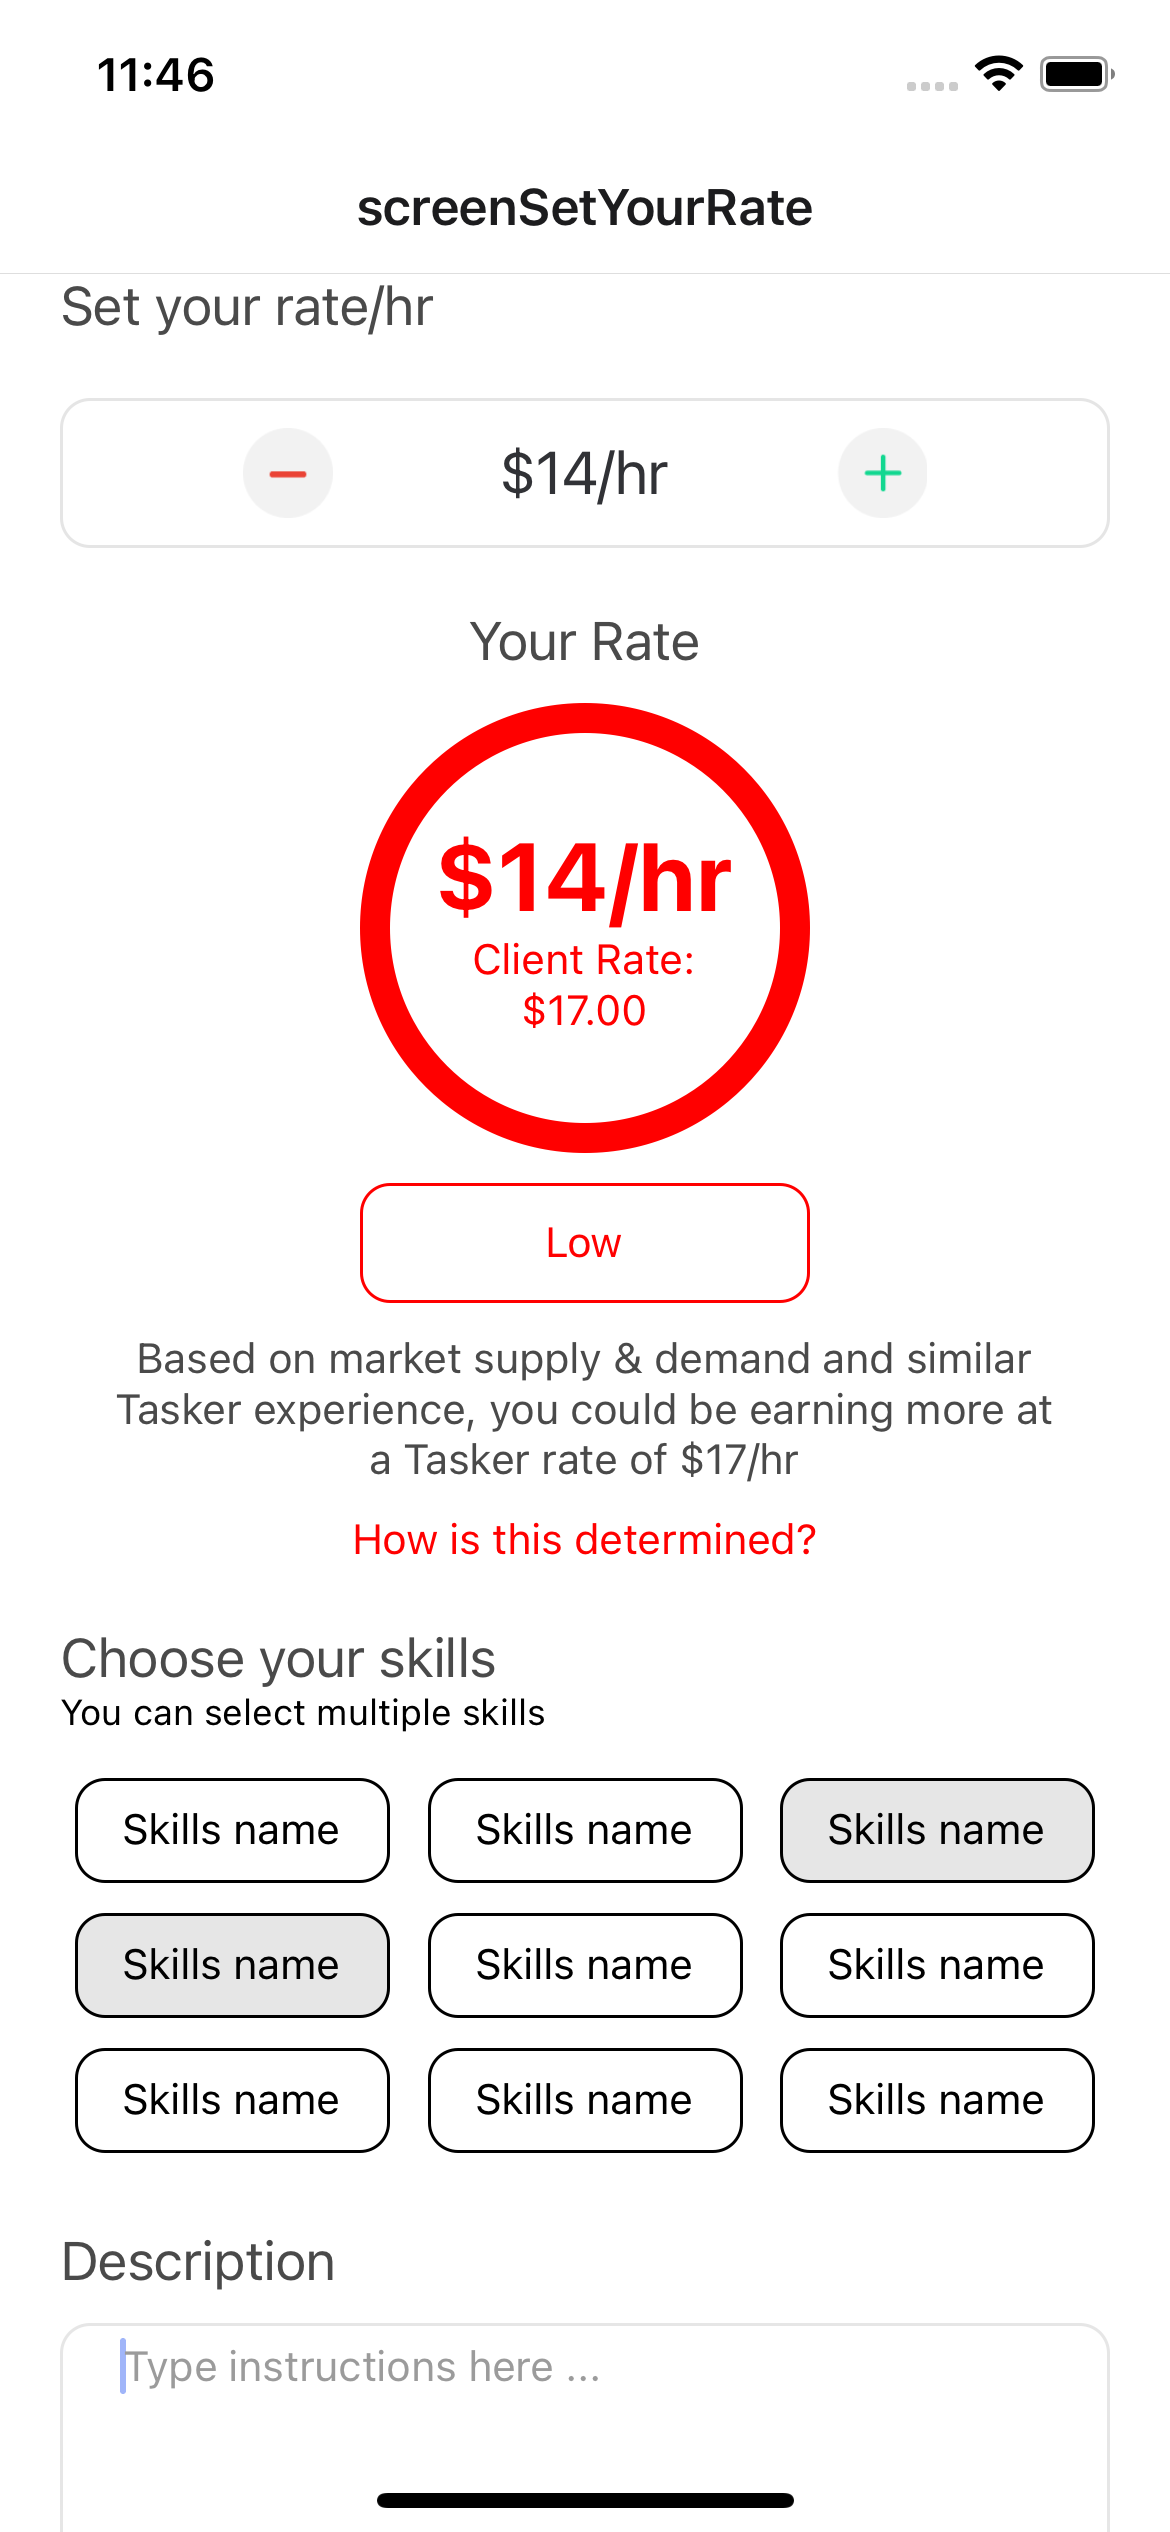 11:46
screenSetYourRate
Set your rate/hr
$14/hr
Your Rate
$14/hr
Client Rate:
$17.00
Low
Based on market supply & demand and similar
Tasker experience, you could be earning more at
a Tasker rate of $17/hr
How is this determined?
Choose your skills
You can select multiple skills
Skills name Skills name Skills name
Skills name Skills name Skills name
Skills name Skills name Skills name
Description
Type instructions here ...